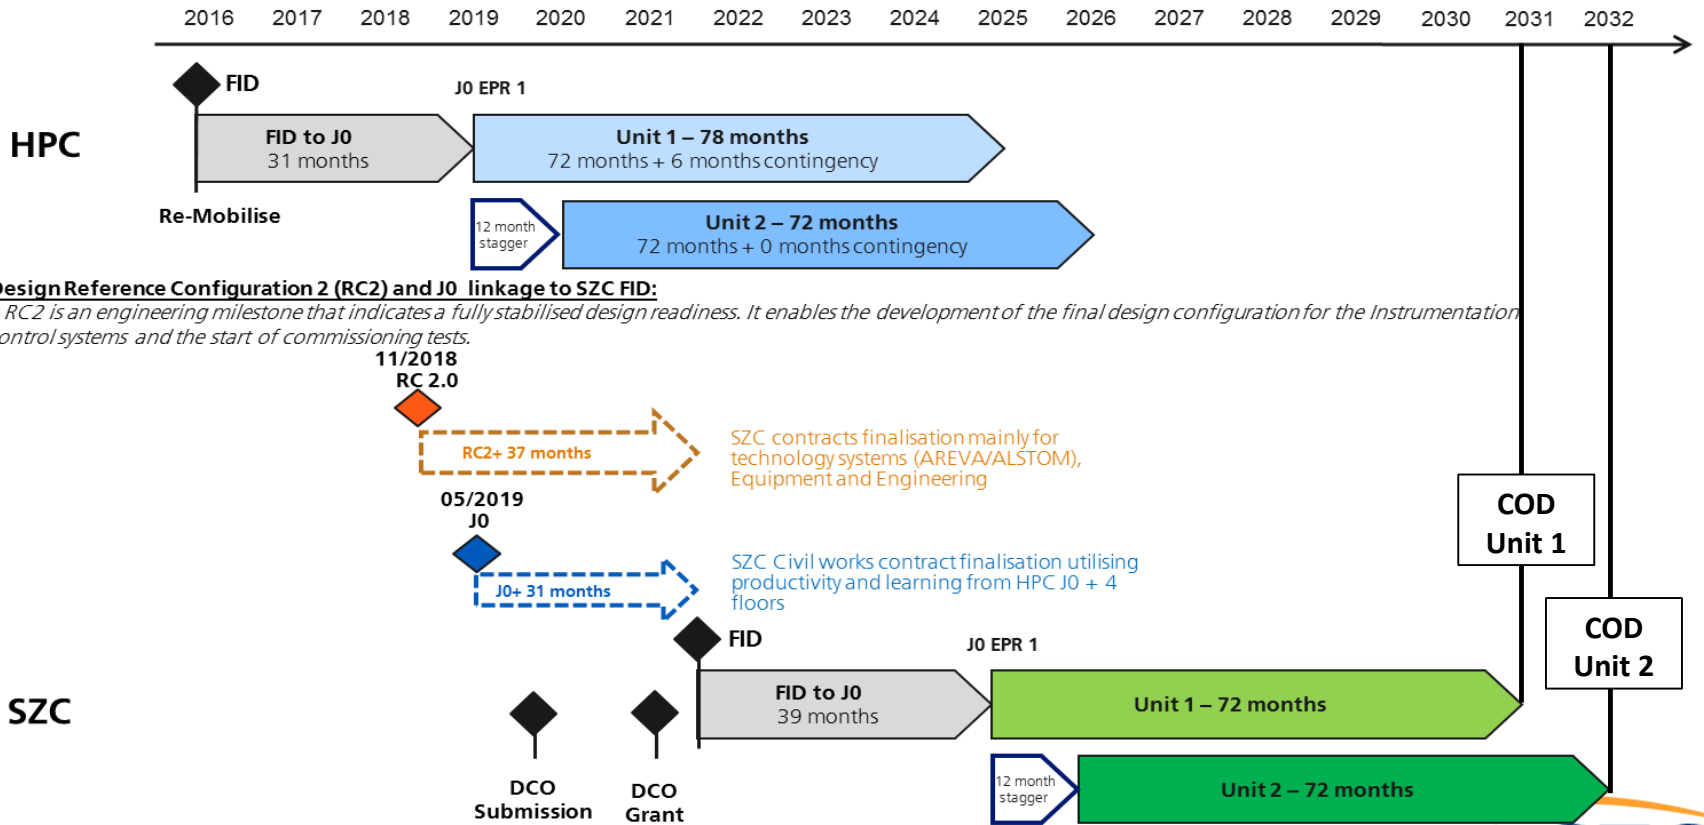 2016 2017 2018 2019 2020 2021 2022 2023 2024 2025 2026 2027 2028 2029 2030 2031 2032
FID
J0 EPR 1
HPC
FID to J0
31 months
Unit 1 – 78 months
72 months + 6 months contingency
Re-Mobilise
12 month
stagger
Unit 2 – 72 months
72 months + 0 months contingency
Design Reference Configuration 2 (RC2) and J0 linkage to SZC FID:
RC2 is an engineering milestone that indicates a fully stabilised design readiness. It enables the development of the final design configuration for the Instrumentation
ontrol systems and the start of commissioning tests.
11/2018
RC 2.0
RC2+ 37 months
SZC contracts finalisation mainly for
technology systems (AREVA/ALSTOM),
Equipment and Engineering
05/2019
J0
J0+ 31 months
SZC Civil works contract finalisation utilising
productivity and learning from HPC J0 + 4
floors
COD
Unit 1
COD
Unit 2
FID
J0 EPR 1
SZC
FID to J0
39 months
Unit 1 – 72 months
DCO
Submission
DCO
Grant
12 month
stagger
Unit 2 – 72 months